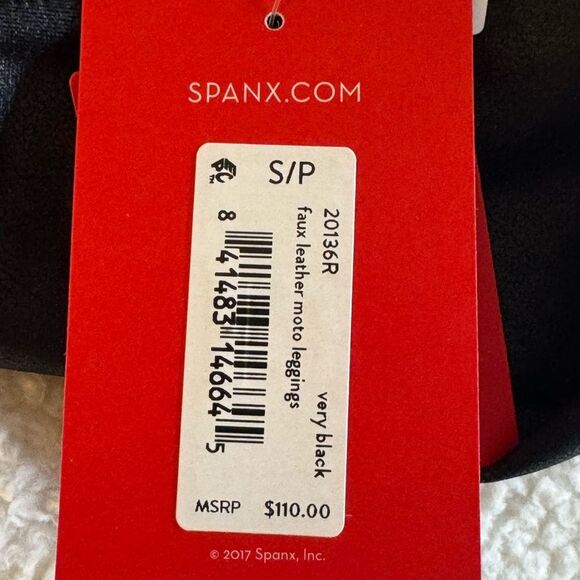 SPANX.COM
S/P
20136R very black
faux leather moto leggings
8 41483 14664 5
MSRP $110.00
© 2017 Spanx, Inc.